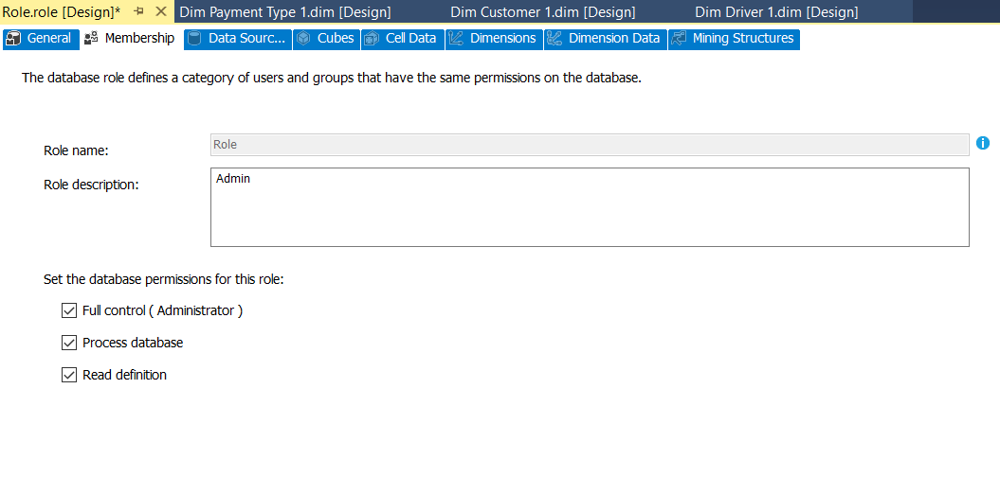 Role.role [Design]* Dim Payment Type 1.dim [Design] Dim Customer 1.dim [Design] Dim Driver 1.dim [Design]
General Membership Data Sourc... Cubes Cell Data Dimensions Dimension Data Mining Structures
The database role defines a category of users and groups that have the same permissions on the database.
Role name: Role
Role description: Admin
Set the database permissions for this role:
Full control ( Administrator )
Process database
Read definition